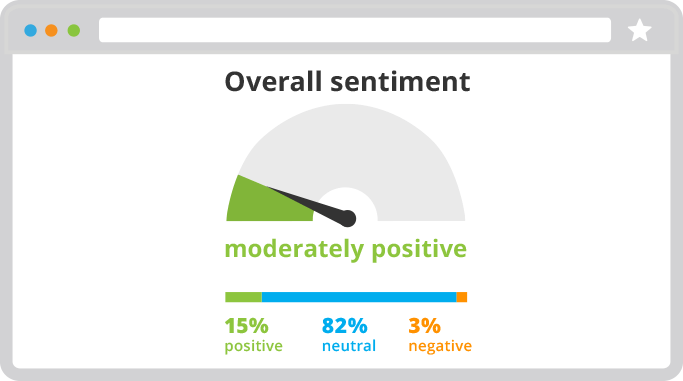 Overall sentiment
moderately positive
15% 82% 3%
positive neutral negative